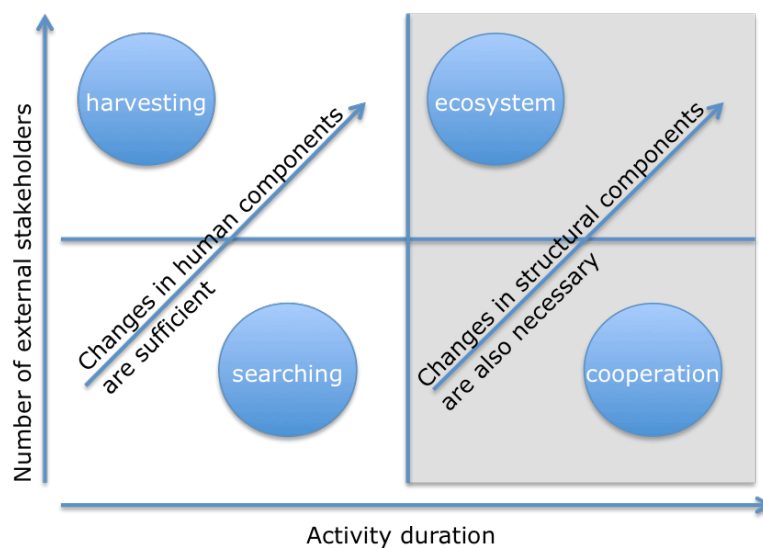 harvesting
ecosystem
Number of external stakeholders
Changes in human components
are sufficient
Changes in structural components
are also necessary
searching
cooperation
Activity duration